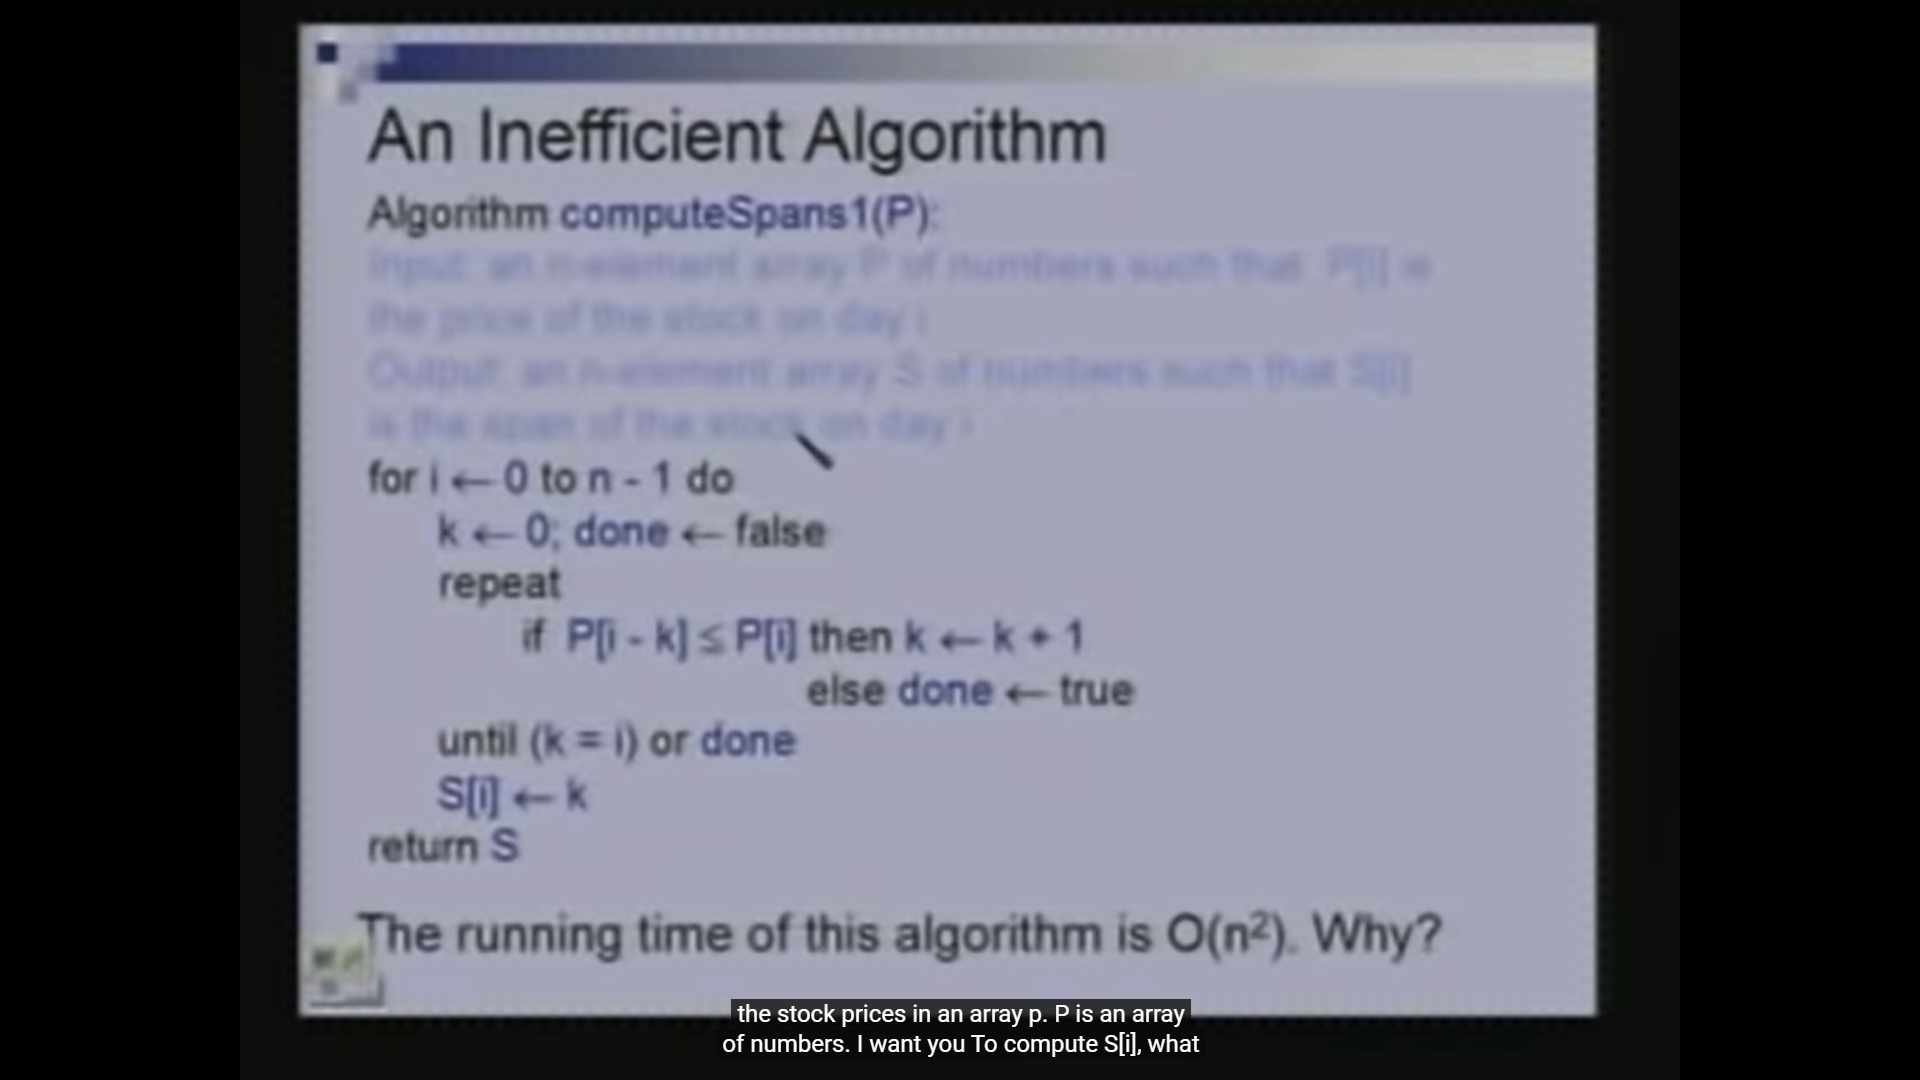 An Inefficient Algorithm
Algorithm computeSpans1(P):
Input: an n-element array P of numbers such that P[i] is
the price of the stock on day i
Output: an n-element array S of numbers such that S[i]
is the span of the stock on day i
for i ← 0 to n - 1 do
k ← 0; done ← false
repeat
if P[i - k] ≤ P[i] then k ← k + 1
else done ← true
until (k = i) or done
S[i] ← k
return S
The running time of this algorithm is O(n²). Why?
the stock prices in an array p. P is an array
of numbers. I want you To compute S[i], what